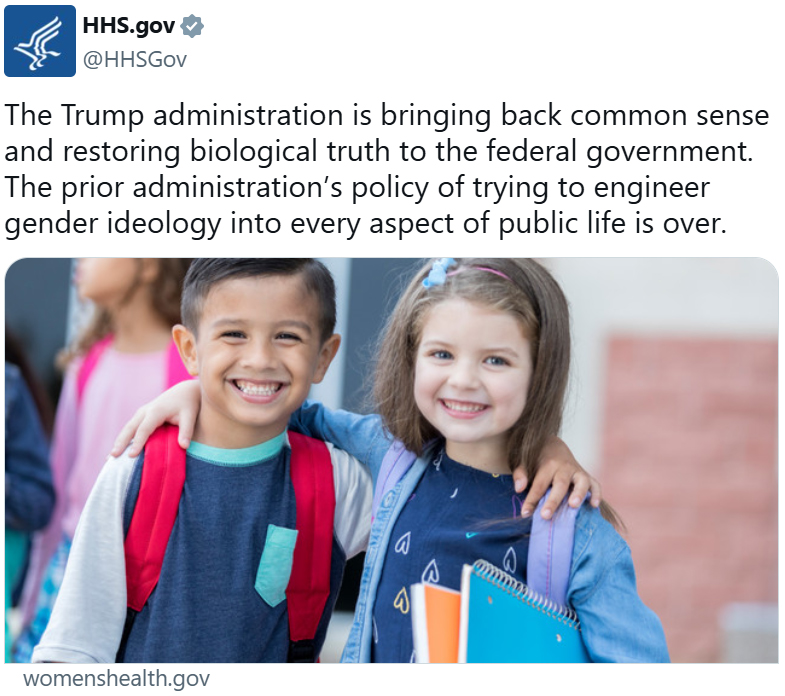 HHS.gov
@HHSGov
The Trump administration is bringing back common sense
and restoring biological truth to the federal government.
The prior administration’s policy of trying to engineer
gender ideology into every aspect of public life is over.
womenshealth.gov